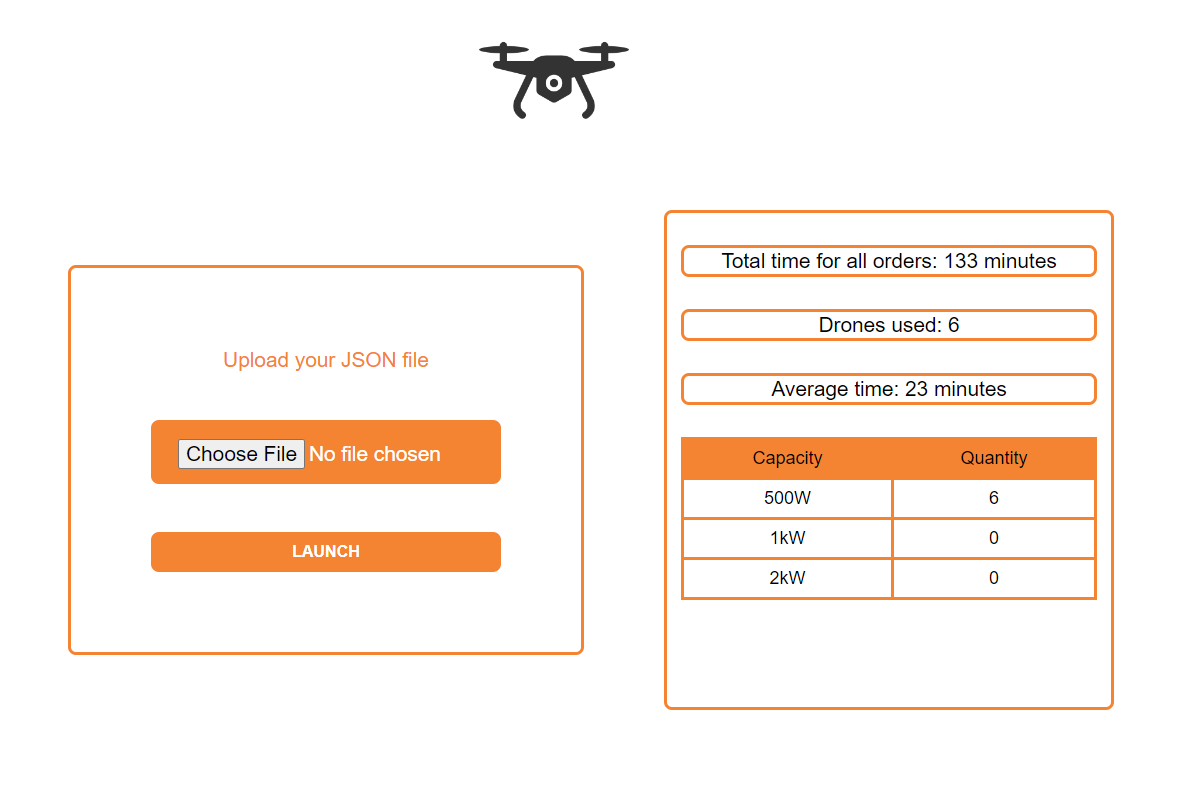 Upload your JSON file
Choose File No file chosen
LAUNCH
Total time for all orders: 133 minutes
Drones used: 6
Average time: 23 minutes
Capacity Quantity
500W 6
1kW 0
2kW 0